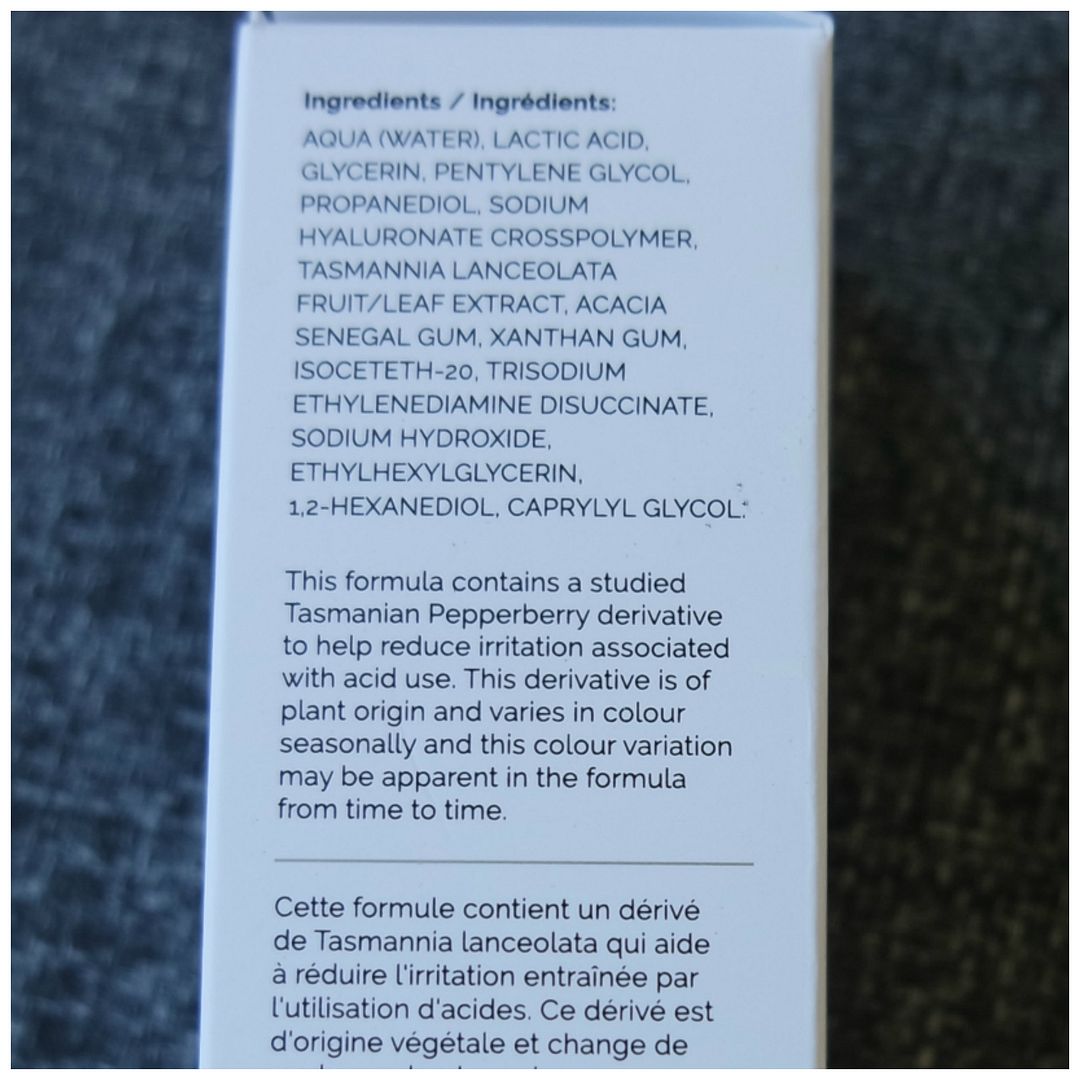 Ingredients / Ingrédients:
AQUA (WATER), LACTIC ACID,
GLYCERIN, PENTYLENE GLYCOL,
PROPANEDIOL, SODIUM
HYALURONATE CROSSPOLYMER,
TASMANNIA LANCEOLATA
FRUIT/LEAF EXTRACT, ACACIA
SENEGAL GUM, XANTHAN GUM,
ISOCETETH-20, TRISODIUM
ETHYLENEDIAMINE DISUCCINATE,
SODIUM HYDROXIDE,
ETHYLHEXYLGLYCERIN,
1,2-HEXANEDIOL, CAPRYLYL GLYCOL.
This formula contains a studied
Tasmanian Pepperberry derivative
to help reduce irritation associated
with acid use. This derivative is of
plant origin and varies in colour
seasonally and this colour variation
may be apparent in the formula
from time to time.
Cette formule contient un dérivé
de Tasmannia lanceolata qui aide
à réduire l'irritation entraînée par
l'utilisation d'acides. Ce dérivé est
d'origine végétale et change de